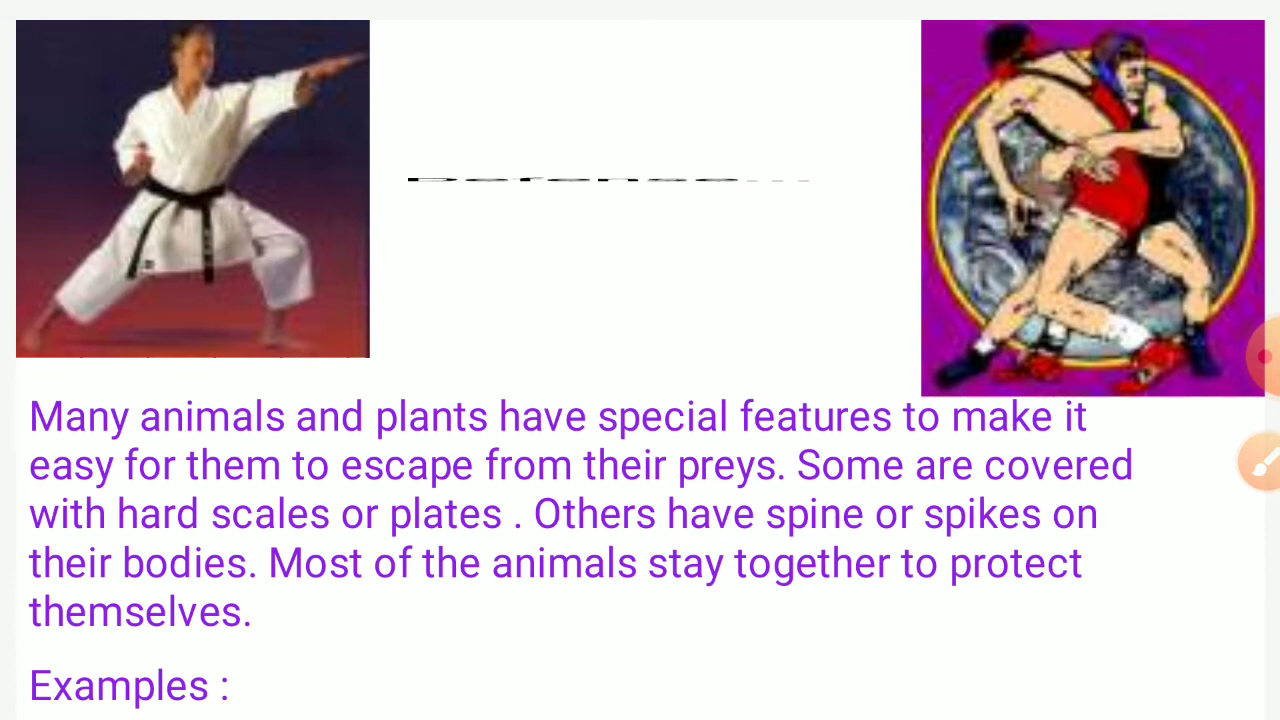 Defense...
Many animals and plants have special features to make it
easy for them to escape from their preys. Some are covered
with hard scales or plates . Others have spine or spikes on
their bodies. Most of the animals stay together to protect
themselves.
Examples :